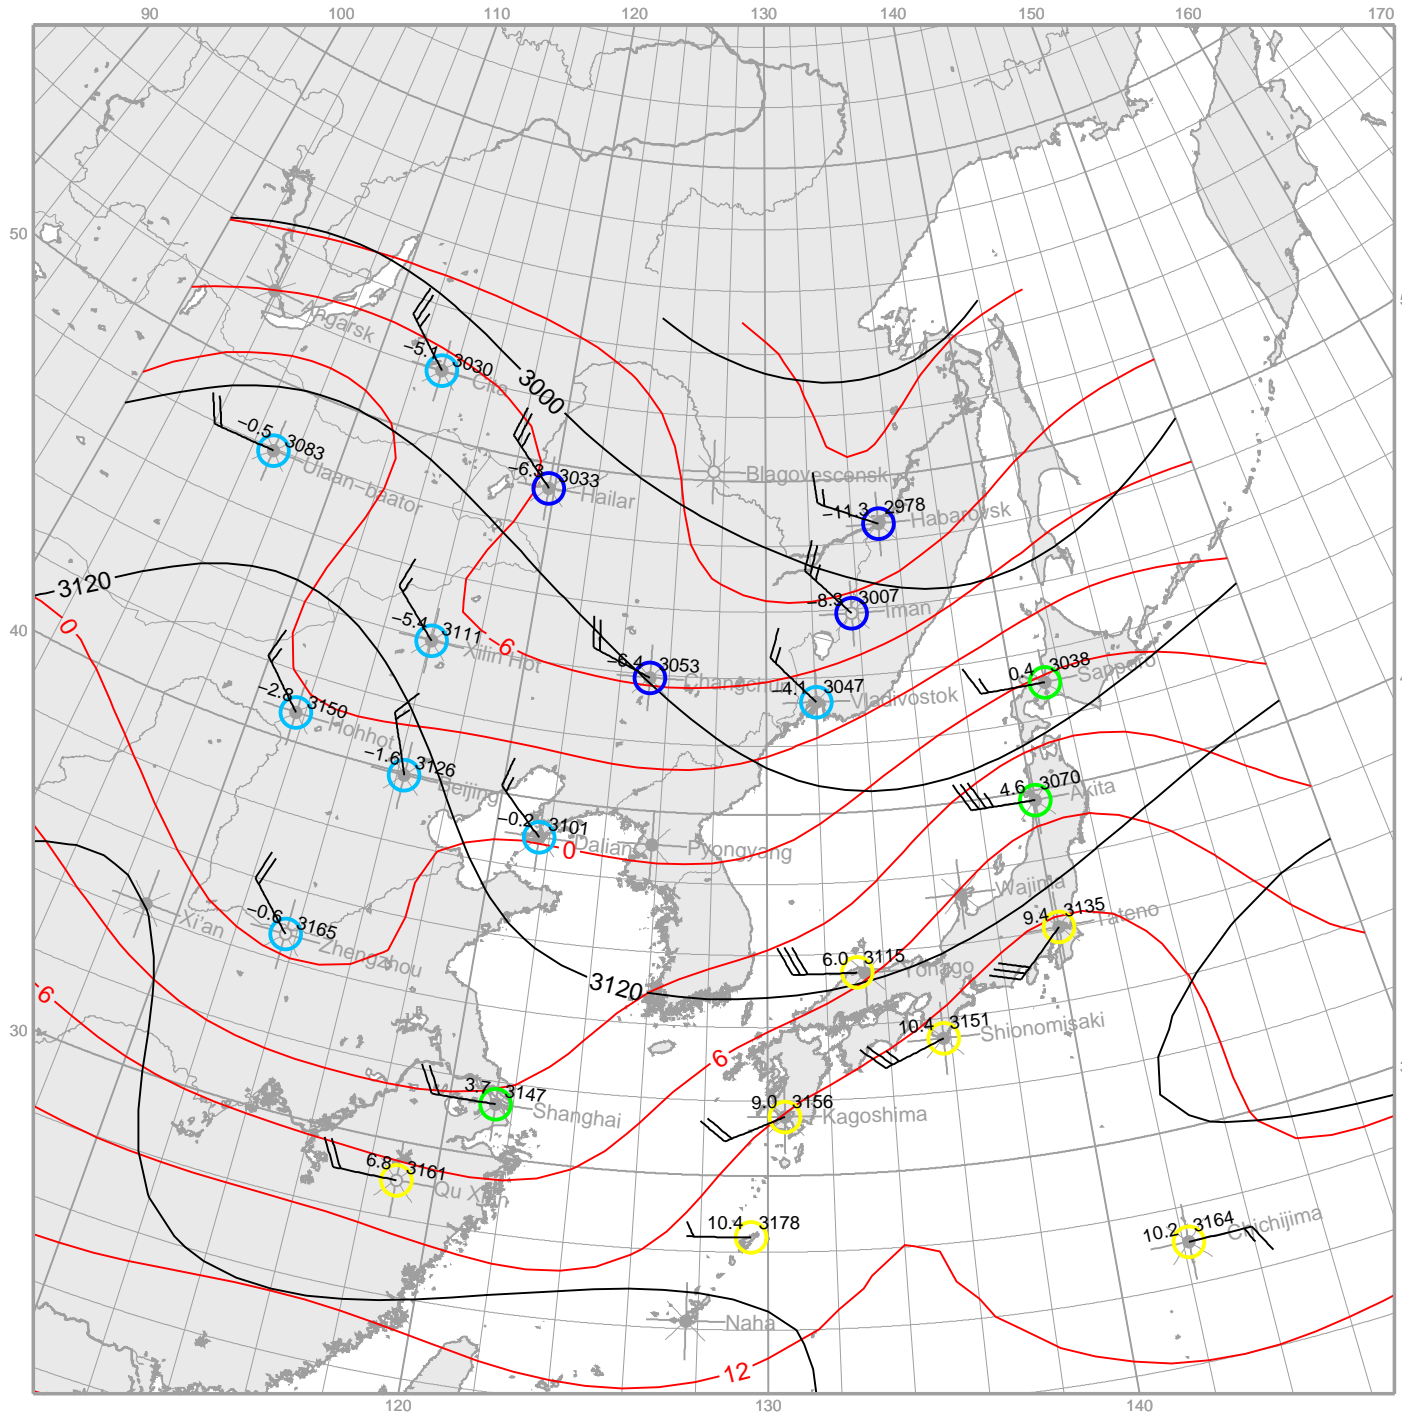 90 100 110 120 130 140 150 160 170
50
Angarsk
−5.1 3030
Cita
3000
−0.5 3083
Ulaan−baator
−6.3 3033
Hailar
Blagovescensk
−11.3 2978
Habarovsk
−3120
−8.3 3007
Iman
40
0
−5.4 3111
Xilin Hot
−6
−6.4 3053
Changchun
0.4 3038
Sapporo
−4.1 3047
Vladivostok
−2.8 3150
Hohhot
−1.6 3126
Beijing
4.6 3070
Akita
−0.2 3101
Dalian
0
Pyongyang
Wajima
−0.6 3165
Zhengzhou
Xi'an
9.4 3135
Tateno
6.0 3115
Yonago
3120
6
30
10.4 3151
Shionomisaki
6
3.7 3147
Shanghai
9.0 3156
Kagoshima
6.8 3161
Qu Xian
10.4 3178
10.2 3164
Chichijima
Naha
12
120 130 140